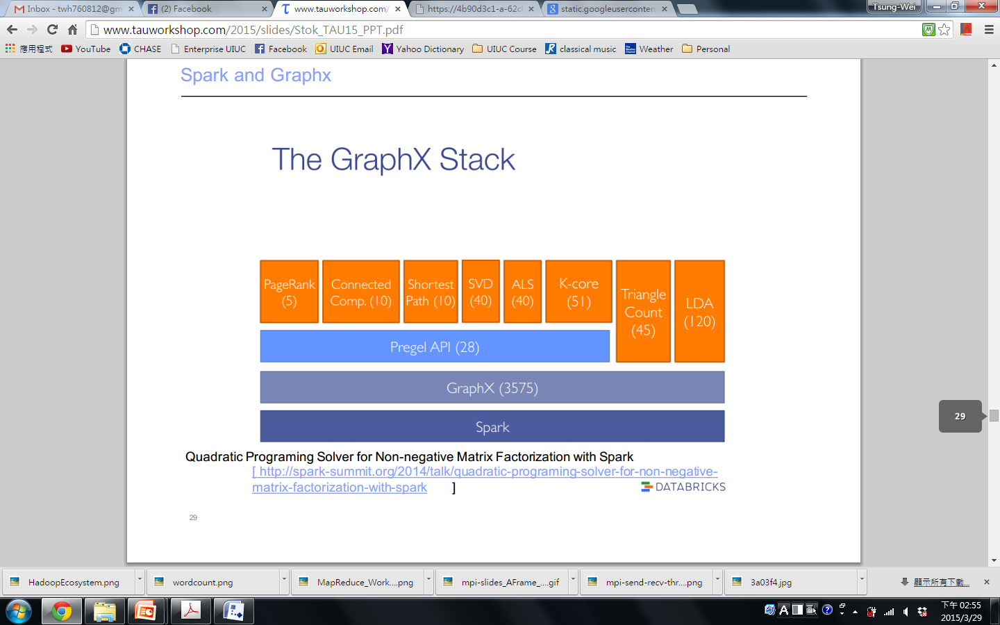 Inbox - twh760812@gm
(2) Facebook
www.tauworkshop.com/
https://4b90d3c1-a-62c
static.googleusercontent
Tsung-Wei
www.tauworkshop.com/2015/slides/Stok_TAU15_PPT.pdf
應用程式
YouTube
CHASE
Enterprise UIUC
Facebook
UIUC Email
Yahoo Dictionary
UIUC Course
classical music
Weather
Personal
Spark and Graphx
The GraphX Stack
PageRank
(5)
Connected
Comp. (10)
Shortest
Path (10)
SVD
(40)
ALS
(40)
K-core
(51)
Triangle
Count
(45)
LDA
(120)
Pregel API (28)
GraphX (3575)
Spark
29
Quadratic Programing Solver for Non-negative Matrix Factorization with Spark
[ http://spark-summit.org/2014/talk/quadratic-programing-solver-for-non-negative-
matrix-factorization-with-spark ]
DATABRICKS
29
HadoopEcosystem.png
wordcount.png
MapReduce_Work....png
mpi-slides_AFrame_....gif
mpi-send-recv-thr....png
3a03f4.jpg
顯示所有下載...
下午 02:55
2015/3/29